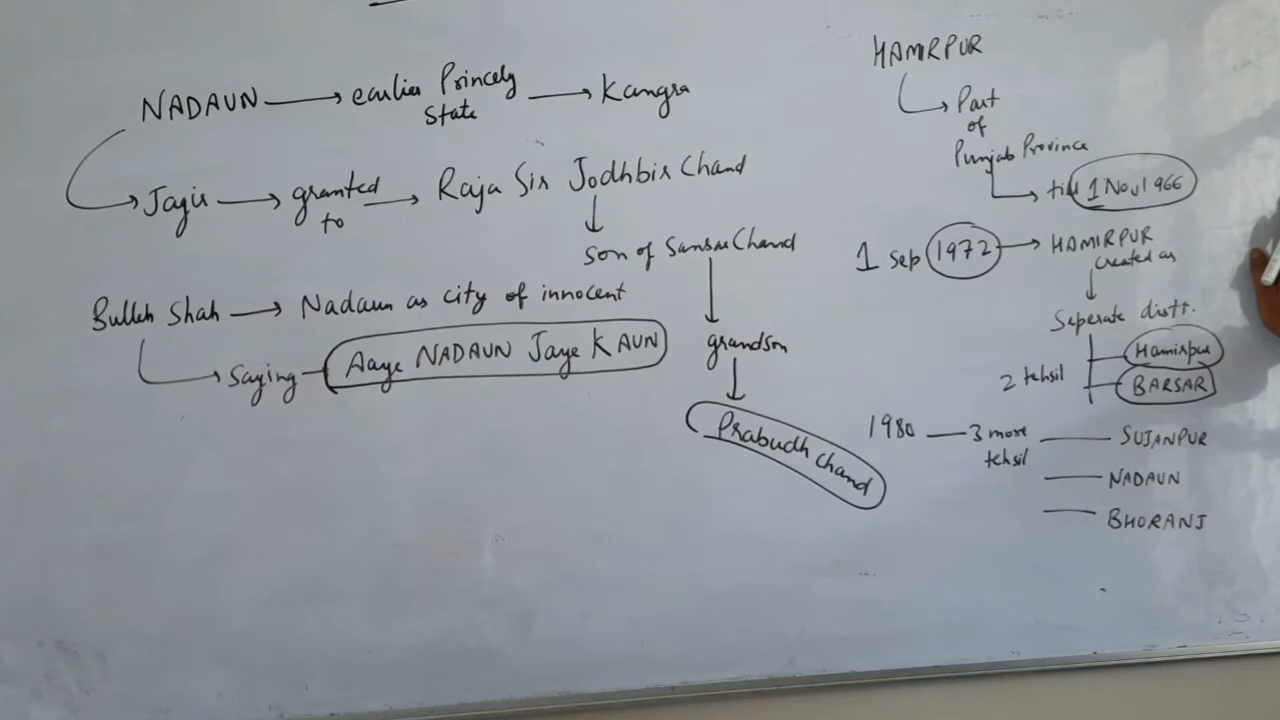 NADAUN → earlier Princely → Kangra
State
Jagir → granted → Raja Sir Jodhbir Chand
to
son of Sansar Chand
Bulleh Shah → Nadaun as city of innocent
Saying - Aaye NADAUN Jaye KAUN
grandson
Prabudh chand
HAMIRPUR
Part
of
Punjab Province
till 1 Nov 1966
1 Sep 1972 → HAMIRPUR
created as
Seperate distt.
2 tehsil
Hamirpur
BARSAR
1980 — 3 more — SUJANPUR
tehsil
— NADAUN
— BHORANJ